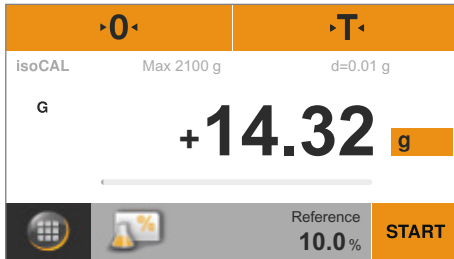 ▸0◂ ▸T◂
isoCAL Max 2100 g d=0.01 g
G
+14.32 g
% Reference
10.0 % START